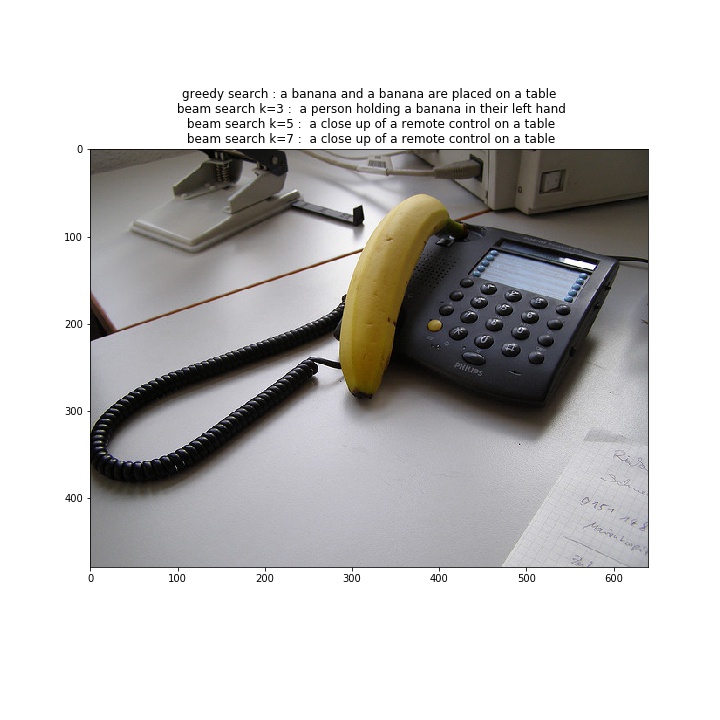 greedy search : a banana and a banana are placed on a table
beam search k=3 :  a person holding a banana in their left hand
beam search k=5 :  a close up of a remote control on a table
beam search k=7 :  a close up of a remote control on a table
0
100
200
300
400
0 100 200 300 400 500 600
PHILIPS